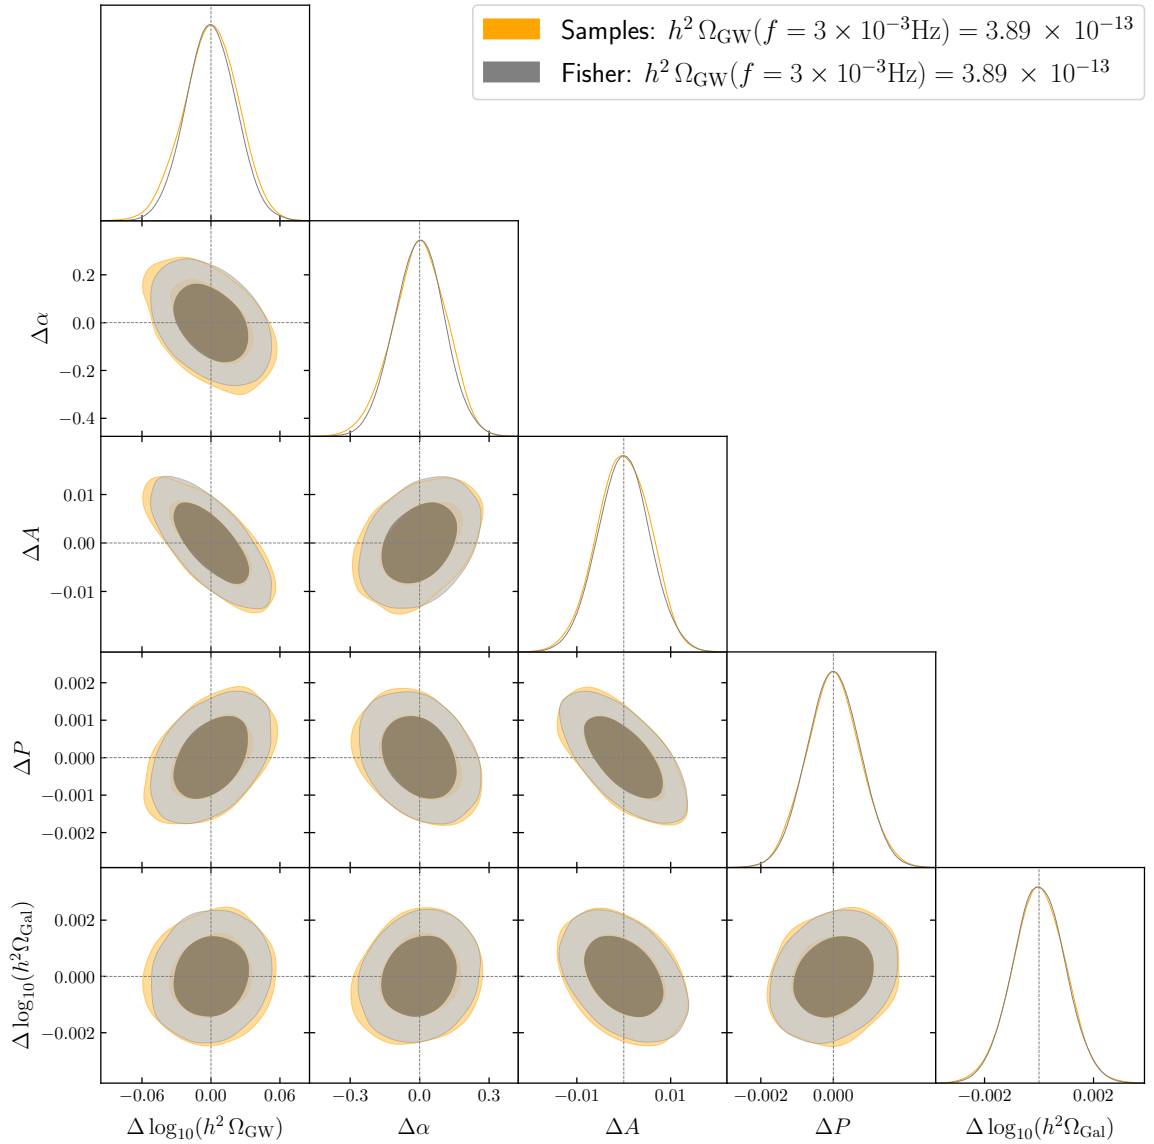 Samples: h² Ω_GW(f = 3 × 10⁻³Hz) = 3.89 × 10⁻¹³
Fisher: h² Ω_GW(f = 3 × 10⁻³Hz) = 3.89 × 10⁻¹³
Δα
0.2
0.0
−0.2
−0.4
ΔA
0.01
0.00
−0.01
ΔP
0.002
0.001
0.000
−0.001
−0.002
Δ log₁₀(h²Ω_Gal)
0.002
0.000
−0.002
−0.06 0.00 0.06 −0.3 0.0 0.3 −0.01 0.01 −0.002 0.000 −0.002 0.002
Δ log₁₀(h² Ω_GW) Δα ΔA ΔP Δ log₁₀(h²Ω_Gal)